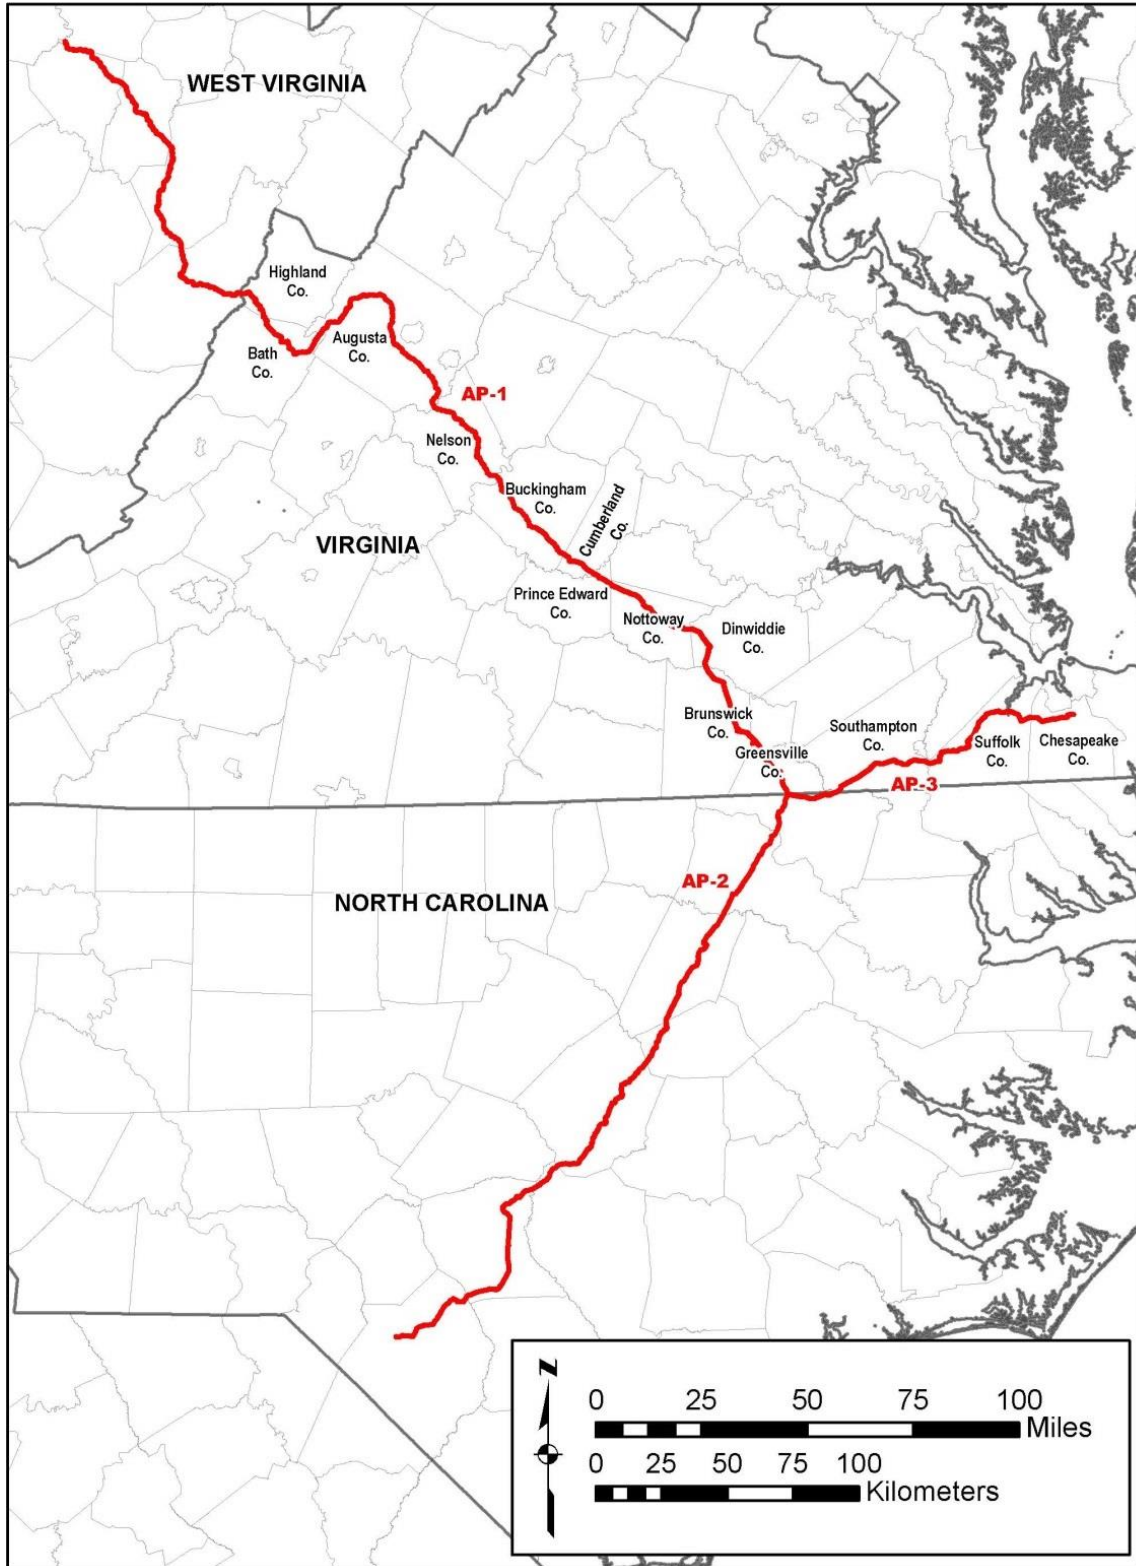 WEST VIRGINIA
Highland
Co.
Augusta
Co.
Bath
Co.
AP-1
Nelson
Co.
Buckingham
Co.
Cumberland
Co.
VIRGINIA
Prince Edward
Co.
Nottoway
Co.
Dinwiddie
Co.
Brunswick
Co.
Southampton
Co.
Suffolk
Co.
Chesapeake
Co.
Greensville
Co.
AP-3
AP-2
NORTH CAROLINA
N
0 25 50 75 100
Miles
0 25 50 75 100
Kilometers